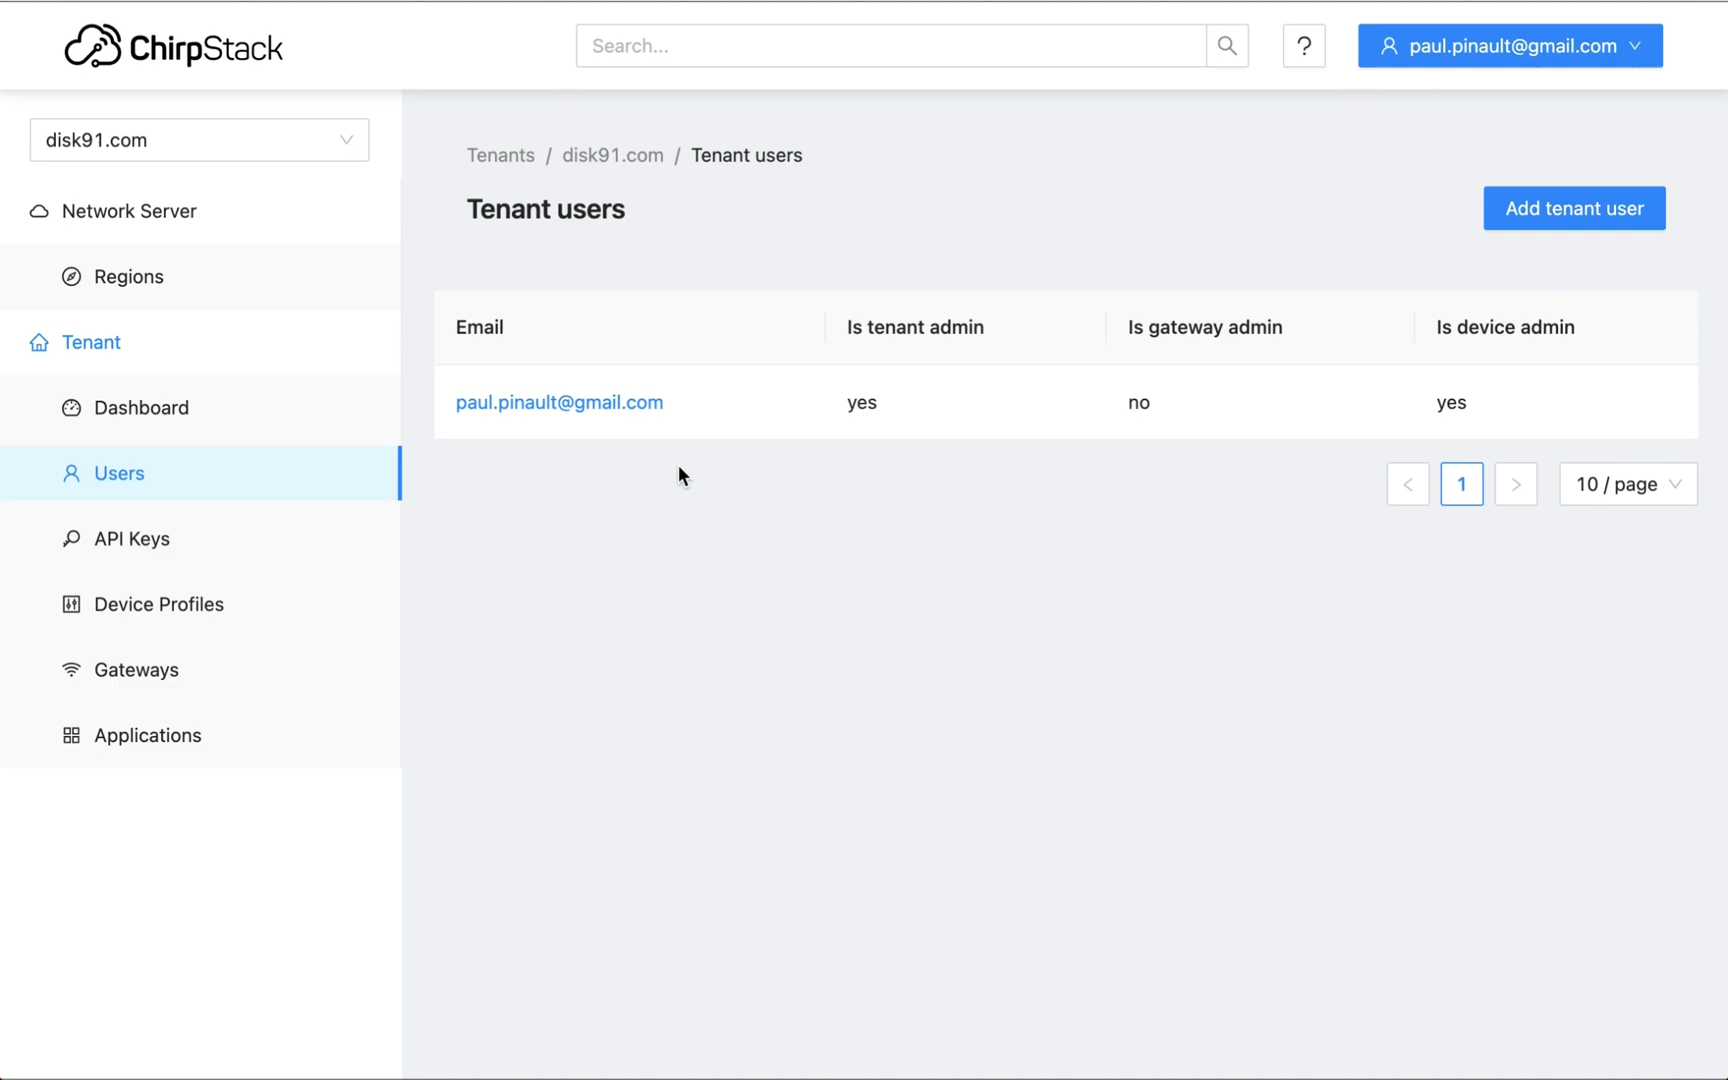 ChirpStack
Search...
?
paul.pinault@gmail.com
disk91.com
Network Server
Regions
Tenant
Dashboard
Users
API Keys
Device Profiles
Gateways
Applications
Tenants / disk91.com / Tenant users
Tenant users
Add tenant user
Email Is tenant admin Is gateway admin Is device admin
paul.pinault@gmail.com yes no yes
< 1 > 10 / page